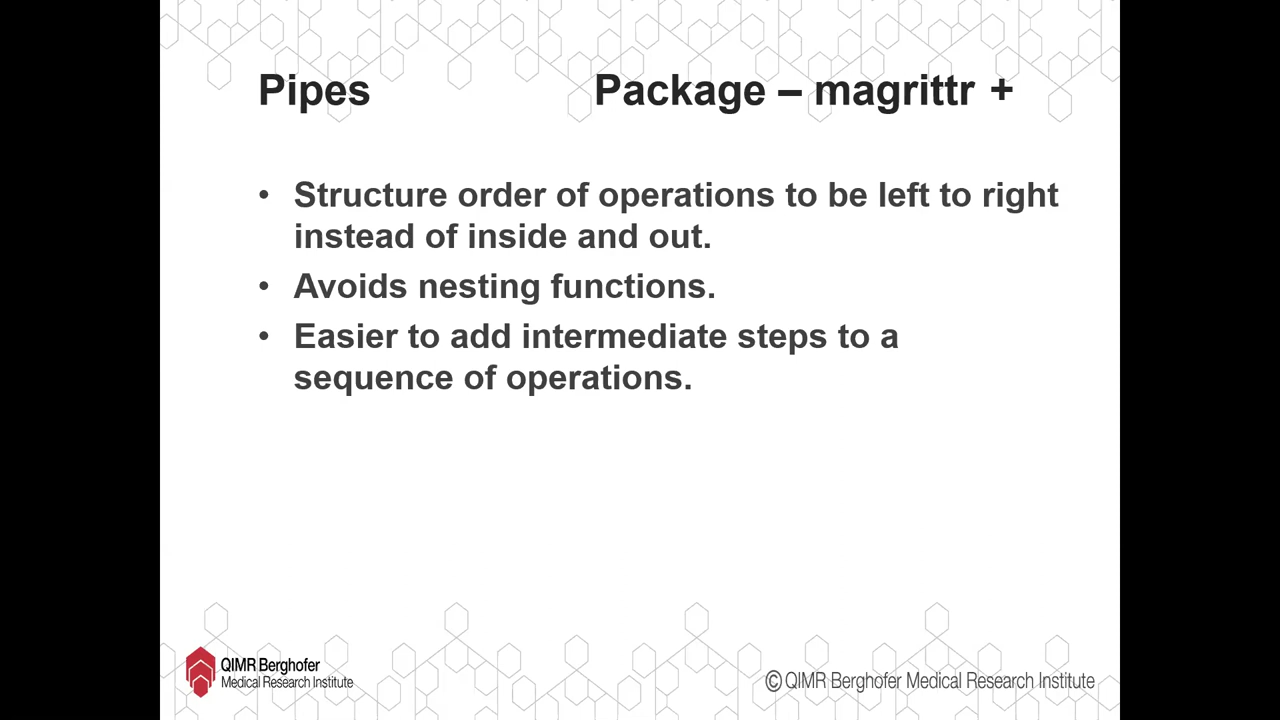 Pipes Package – magrittr +
• Structure order of operations to be left to right
instead of inside and out.
• Avoids nesting functions.
• Easier to add intermediate steps to a
sequence of operations.
QIMR Berghofer
Medical Research Institute
© QIMR Berghofer Medical Research Institute